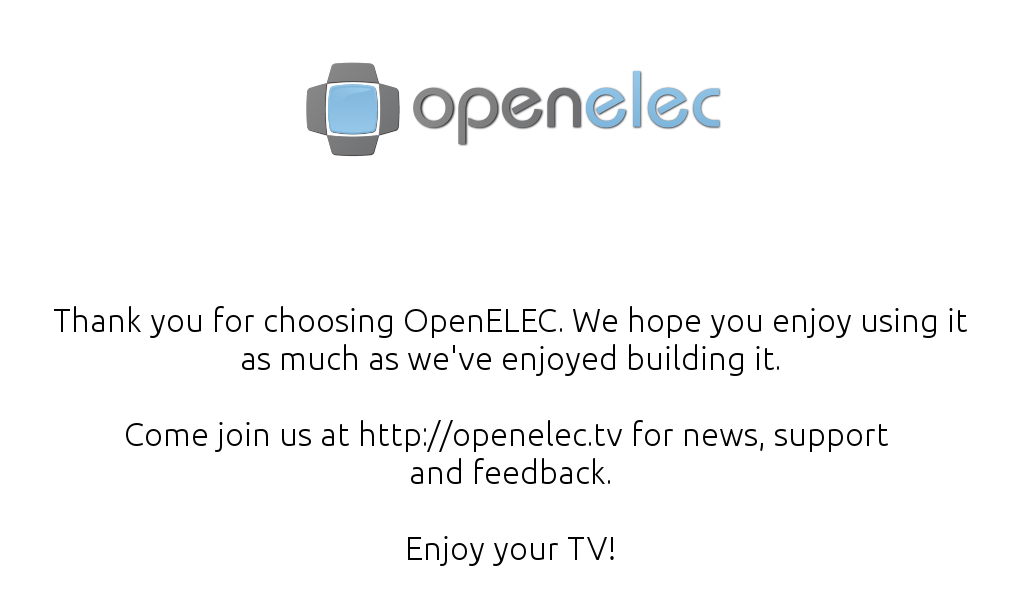 openelec
Thank you for choosing OpenELEC. We hope you enjoy using it
as much as we've enjoyed building it.
Come join us at http://openelec.tv for news, support
and feedback.
Enjoy your TV!